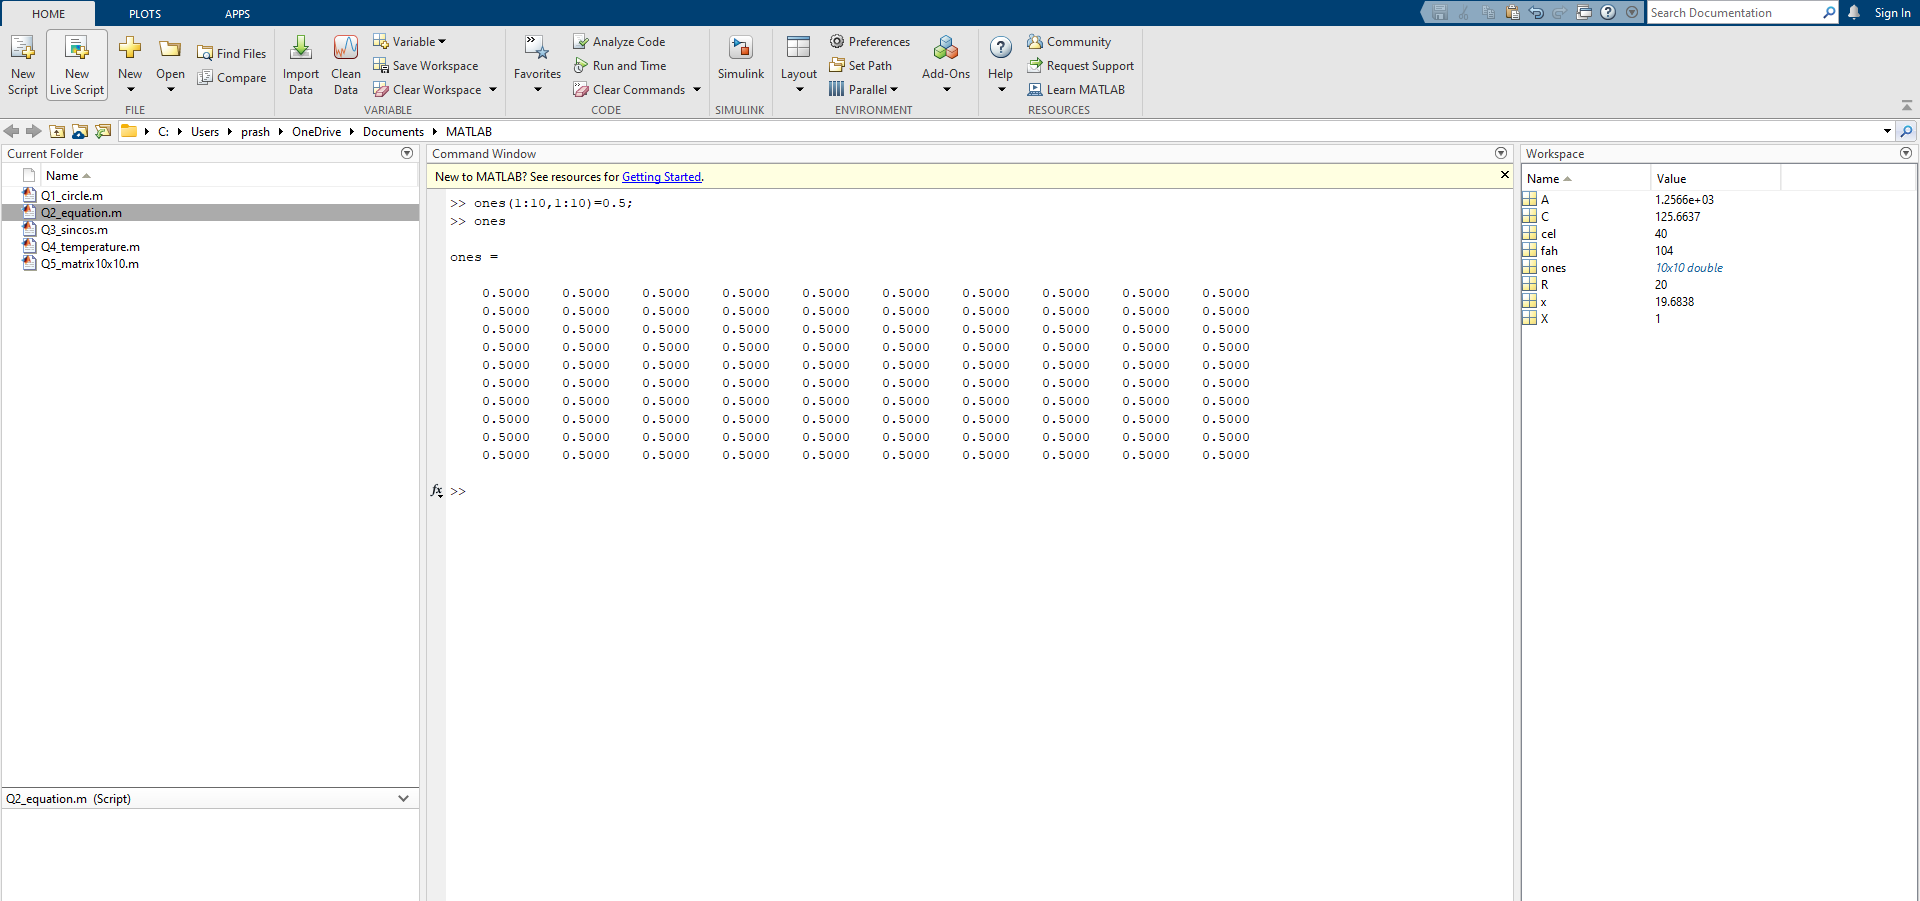 HOME PLOTS APPS Search Documentation Sign In
New Script
New Live Script
New
Open
Find Files
Compare
FILE
Import Data
Clean Data
Variable
Save Workspace
Clear Workspace
VARIABLE
Favorites
Analyze Code
Run and Time
Clear Commands
CODE
Simulink
SIMULINK
Layout
Preferences
Set Path
Parallel
Add-Ons
ENVIRONMENT
Help
Community
Request Support
Learn MATLAB
RESOURCES
C: Users prash OneDrive Documents MATLAB
Current Folder
Name
Q1_circle.m
Q2_equation.m
Q3_sincos.m
Q4_temperature.m
Q5_matrix10x10.m
Q2_equation.m (Script)
Command Window
New to MATLAB? See resources for Getting Started.
>> ones(1:10,1:10)=0.5;
>> ones
ones =
0.5000 0.5000 0.5000 0.5000 0.5000 0.5000 0.5000 0.5000 0.5000 0.5000
0.5000 0.5000 0.5000 0.5000 0.5000 0.5000 0.5000 0.5000 0.5000 0.5000
0.5000 0.5000 0.5000 0.5000 0.5000 0.5000 0.5000 0.5000 0.5000 0.5000
0.5000 0.5000 0.5000 0.5000 0.5000 0.5000 0.5000 0.5000 0.5000 0.5000
0.5000 0.5000 0.5000 0.5000 0.5000 0.5000 0.5000 0.5000 0.5000 0.5000
0.5000 0.5000 0.5000 0.5000 0.5000 0.5000 0.5000 0.5000 0.5000 0.5000
0.5000 0.5000 0.5000 0.5000 0.5000 0.5000 0.5000 0.5000 0.5000 0.5000
0.5000 0.5000 0.5000 0.5000 0.5000 0.5000 0.5000 0.5000 0.5000 0.5000
0.5000 0.5000 0.5000 0.5000 0.5000 0.5000 0.5000 0.5000 0.5000 0.5000
0.5000 0.5000 0.5000 0.5000 0.5000 0.5000 0.5000 0.5000 0.5000 0.5000
fx >>
Workspace
Name Value
A 1.2566e+03
C 125.6637
cel 40
fah 104
ones 10x10 double
R 20
x 19.6838
X 1